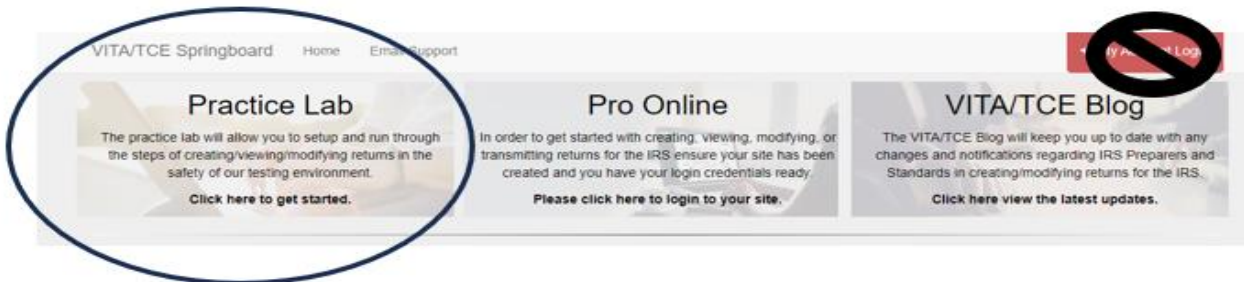 VITA/TCE Springboard Home Email Support
Practice Lab
The practice lab will allow you to setup and run through
the steps of creating/viewing/modifying returns in the
safety of our testing environment.
Click here to get started.
Pro Online
In order to get started with creating, viewing, modifying, or
transmitting returns for the IRS ensure your site has been
created and you have your login credentials ready.
Please click here to login to your site.
VITA/TCE Blog
The VITA/TCE Blog will keep you up to date with any
changes and notifications regarding IRS Preparers and
Standards in creating/modifying returns for the IRS.
Click here view the latest updates.